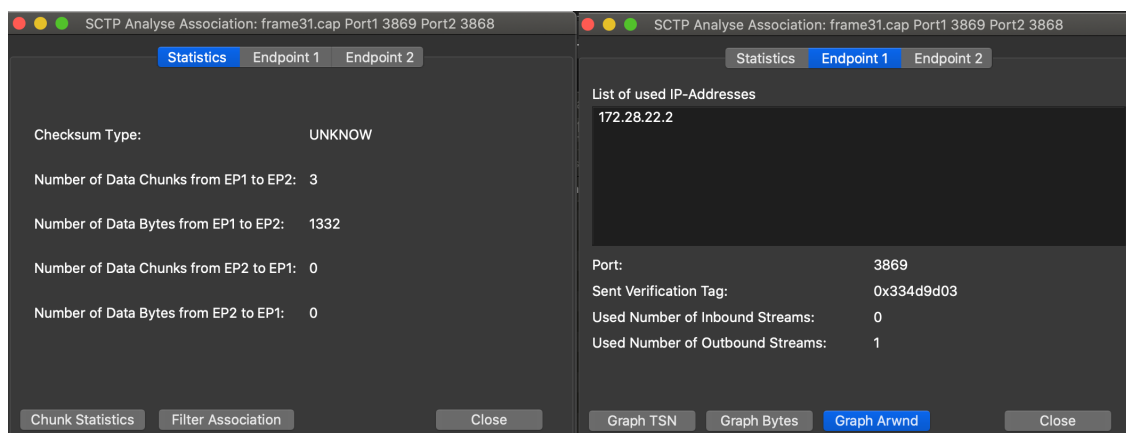 SCTP Analyse Association: frame31.cap Port1 3869 Port2 3868
Statistics Endpoint 1 Endpoint 2
Checksum Type: UNKNOW
Number of Data Chunks from EP1 to EP2: 3
Number of Data Bytes from EP1 to EP2: 1332
Number of Data Chunks from EP2 to EP1: 0
Number of Data Bytes from EP2 to EP1: 0
Chunk Statistics Filter Association Close
SCTP Analyse Association: frame31.cap Port1 3869 Port2 3868
Statistics Endpoint 1 Endpoint 2
List of used IP-Addresses
172.28.22.2
Port: 3869
Sent Verification Tag: 0x334d9d03
Used Number of Inbound Streams: 0
Used Number of Outbound Streams: 1
Graph TSN Graph Bytes Graph Arwnd Close